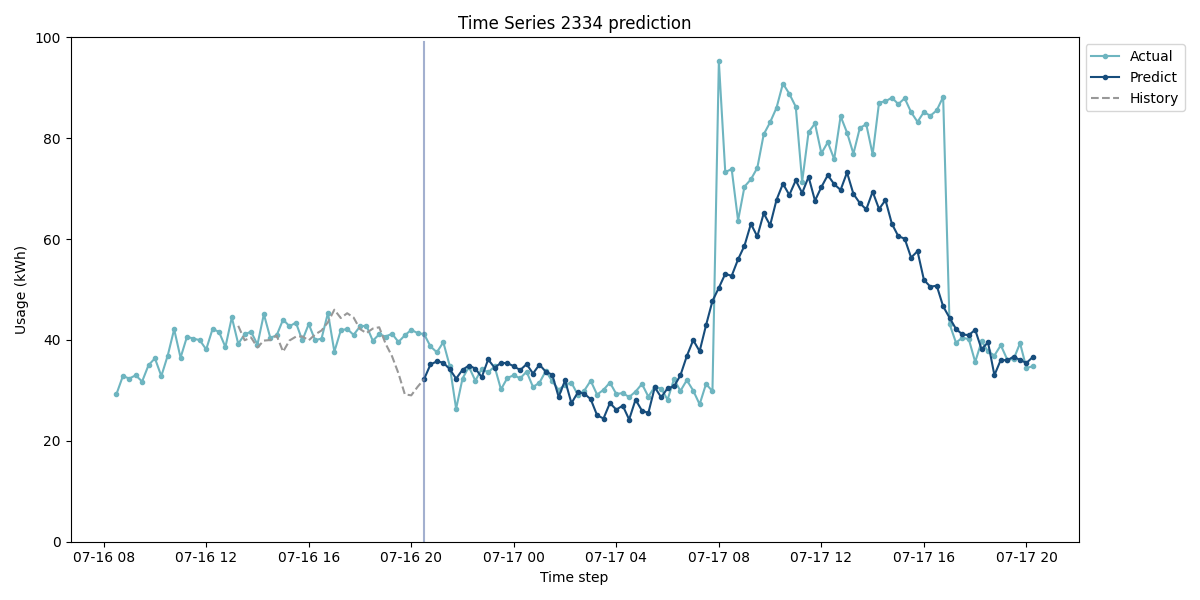 Time Series 2334 prediction
100
80
60
40
20
0
Usage (kWh)
07-16 08 07-16 12 07-16 16 07-16 20 07-17 00 07-17 04 07-17 08 07-17 12 07-17 16 07-17 20
Time step
Actual
Predict
History